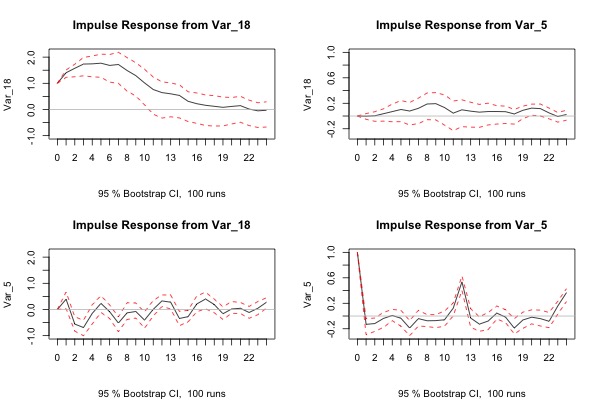 Impulse Response from Var_18
Var_18
-1.0 0.0 1.0 2.0
0 2 4 6 8 10 13 16 19 22
95 % Bootstrap CI, 100 runs
Impulse Response from Var_5
Var_18
-0.2 0.2 0.6 1.0
0 2 4 6 8 10 13 16 19 22
95 % Bootstrap CI, 100 runs
Impulse Response from Var_18
Var_5
-1.0 0.0 1.0 2.0
0 2 4 6 8 10 13 16 19 22
95 % Bootstrap CI, 100 runs
Impulse Response from Var_5
Var_5
-0.2 0.2 0.6 1.0
0 2 4 6 8 10 13 16 19 22
95 % Bootstrap CI, 100 runs